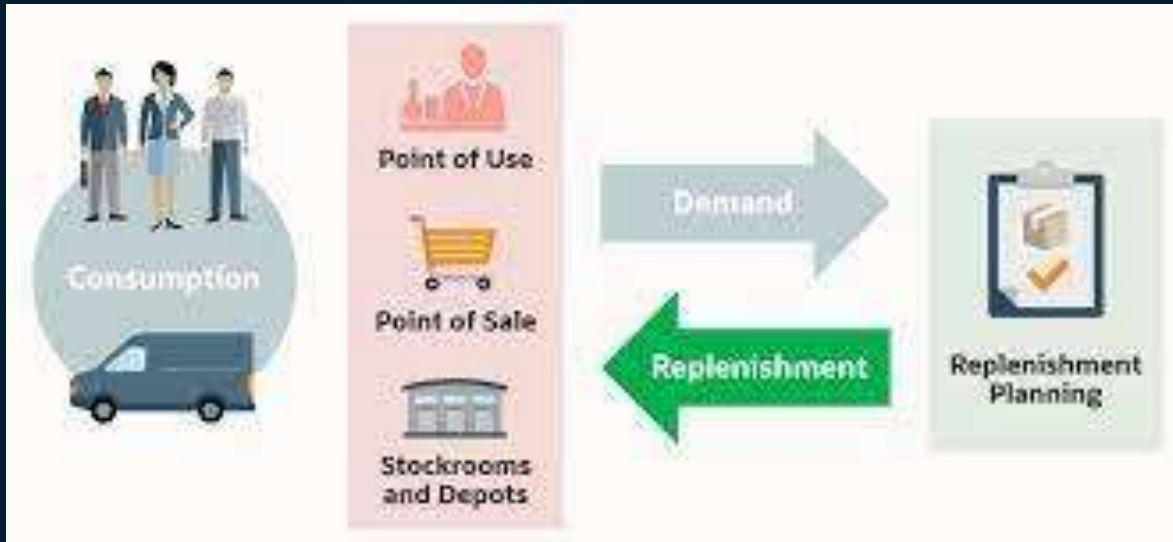 Consumption
Point of Use
Point of Sale
Stockrooms
and Depots
Demand
Replenishment
Replenishment
Planning